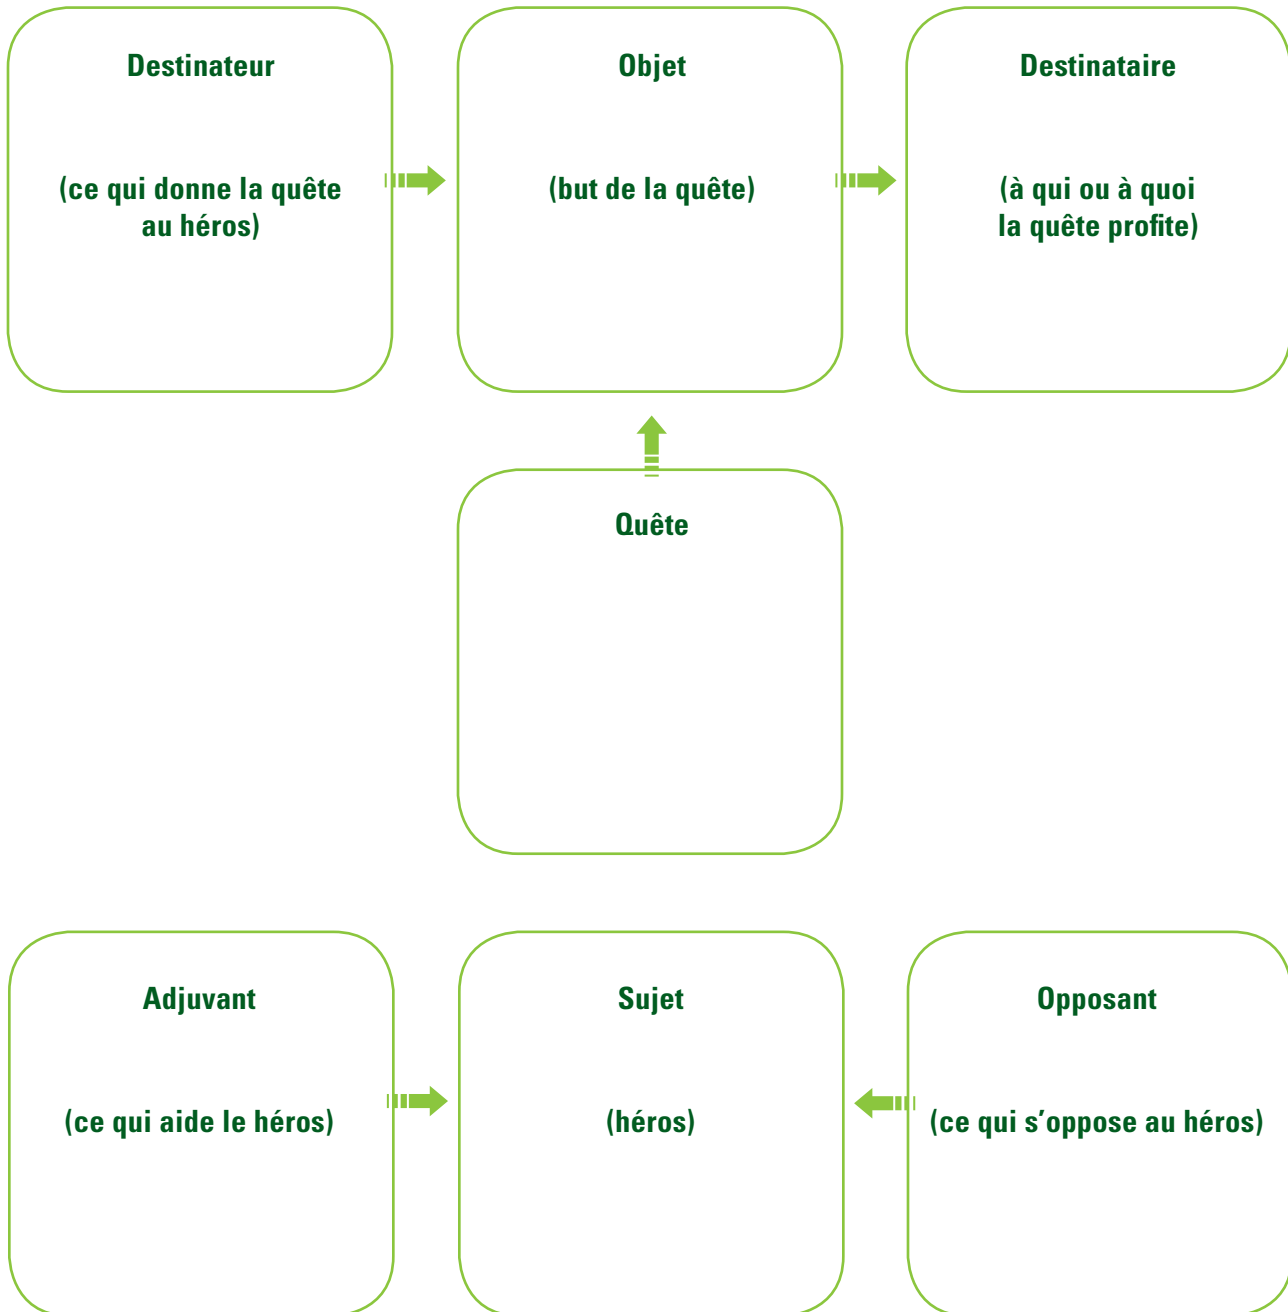 Destinateur
(ce qui donne la quête
au héros)
Objet
(but de la quête)
Destinataire
(à qui ou à quoi
la quête profite)
Quête
Adjuvant
(ce qui aide le héros)
Sujet
(héros)
Opposant
(ce qui s’oppose au héros)